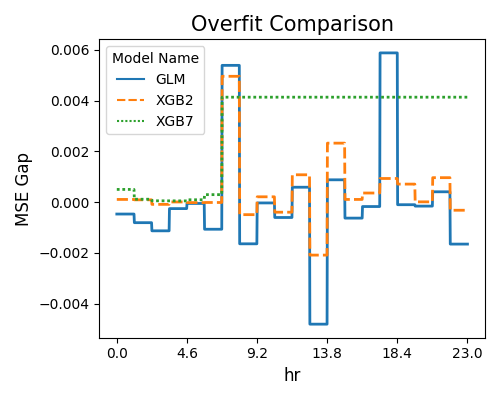 Overfit Comparison
MSE Gap
0.006
0.004
0.002
0.000
−0.002
−0.004
Model Name
GLM
XGB2
XGB7
0.0 4.6 9.2 13.8 18.4 23.0
hr